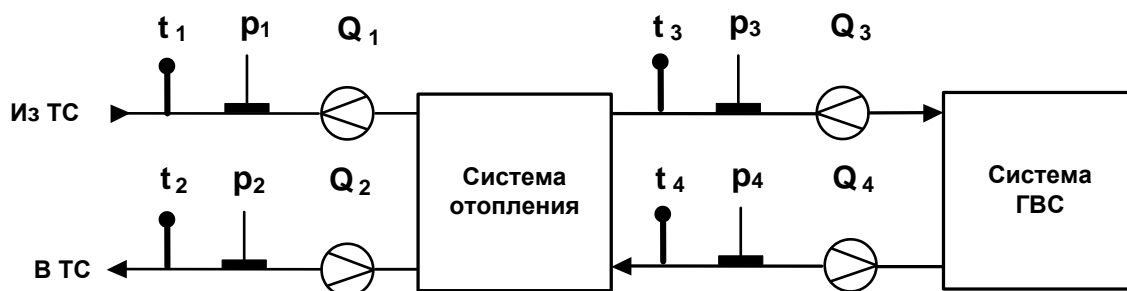 t 1 p1 Q 1 t 3 p3 Q 3
Из ТС
t 2 p2 Q 2 Система отопления t 4 p4 Q 4 Система ГВС
В ТС